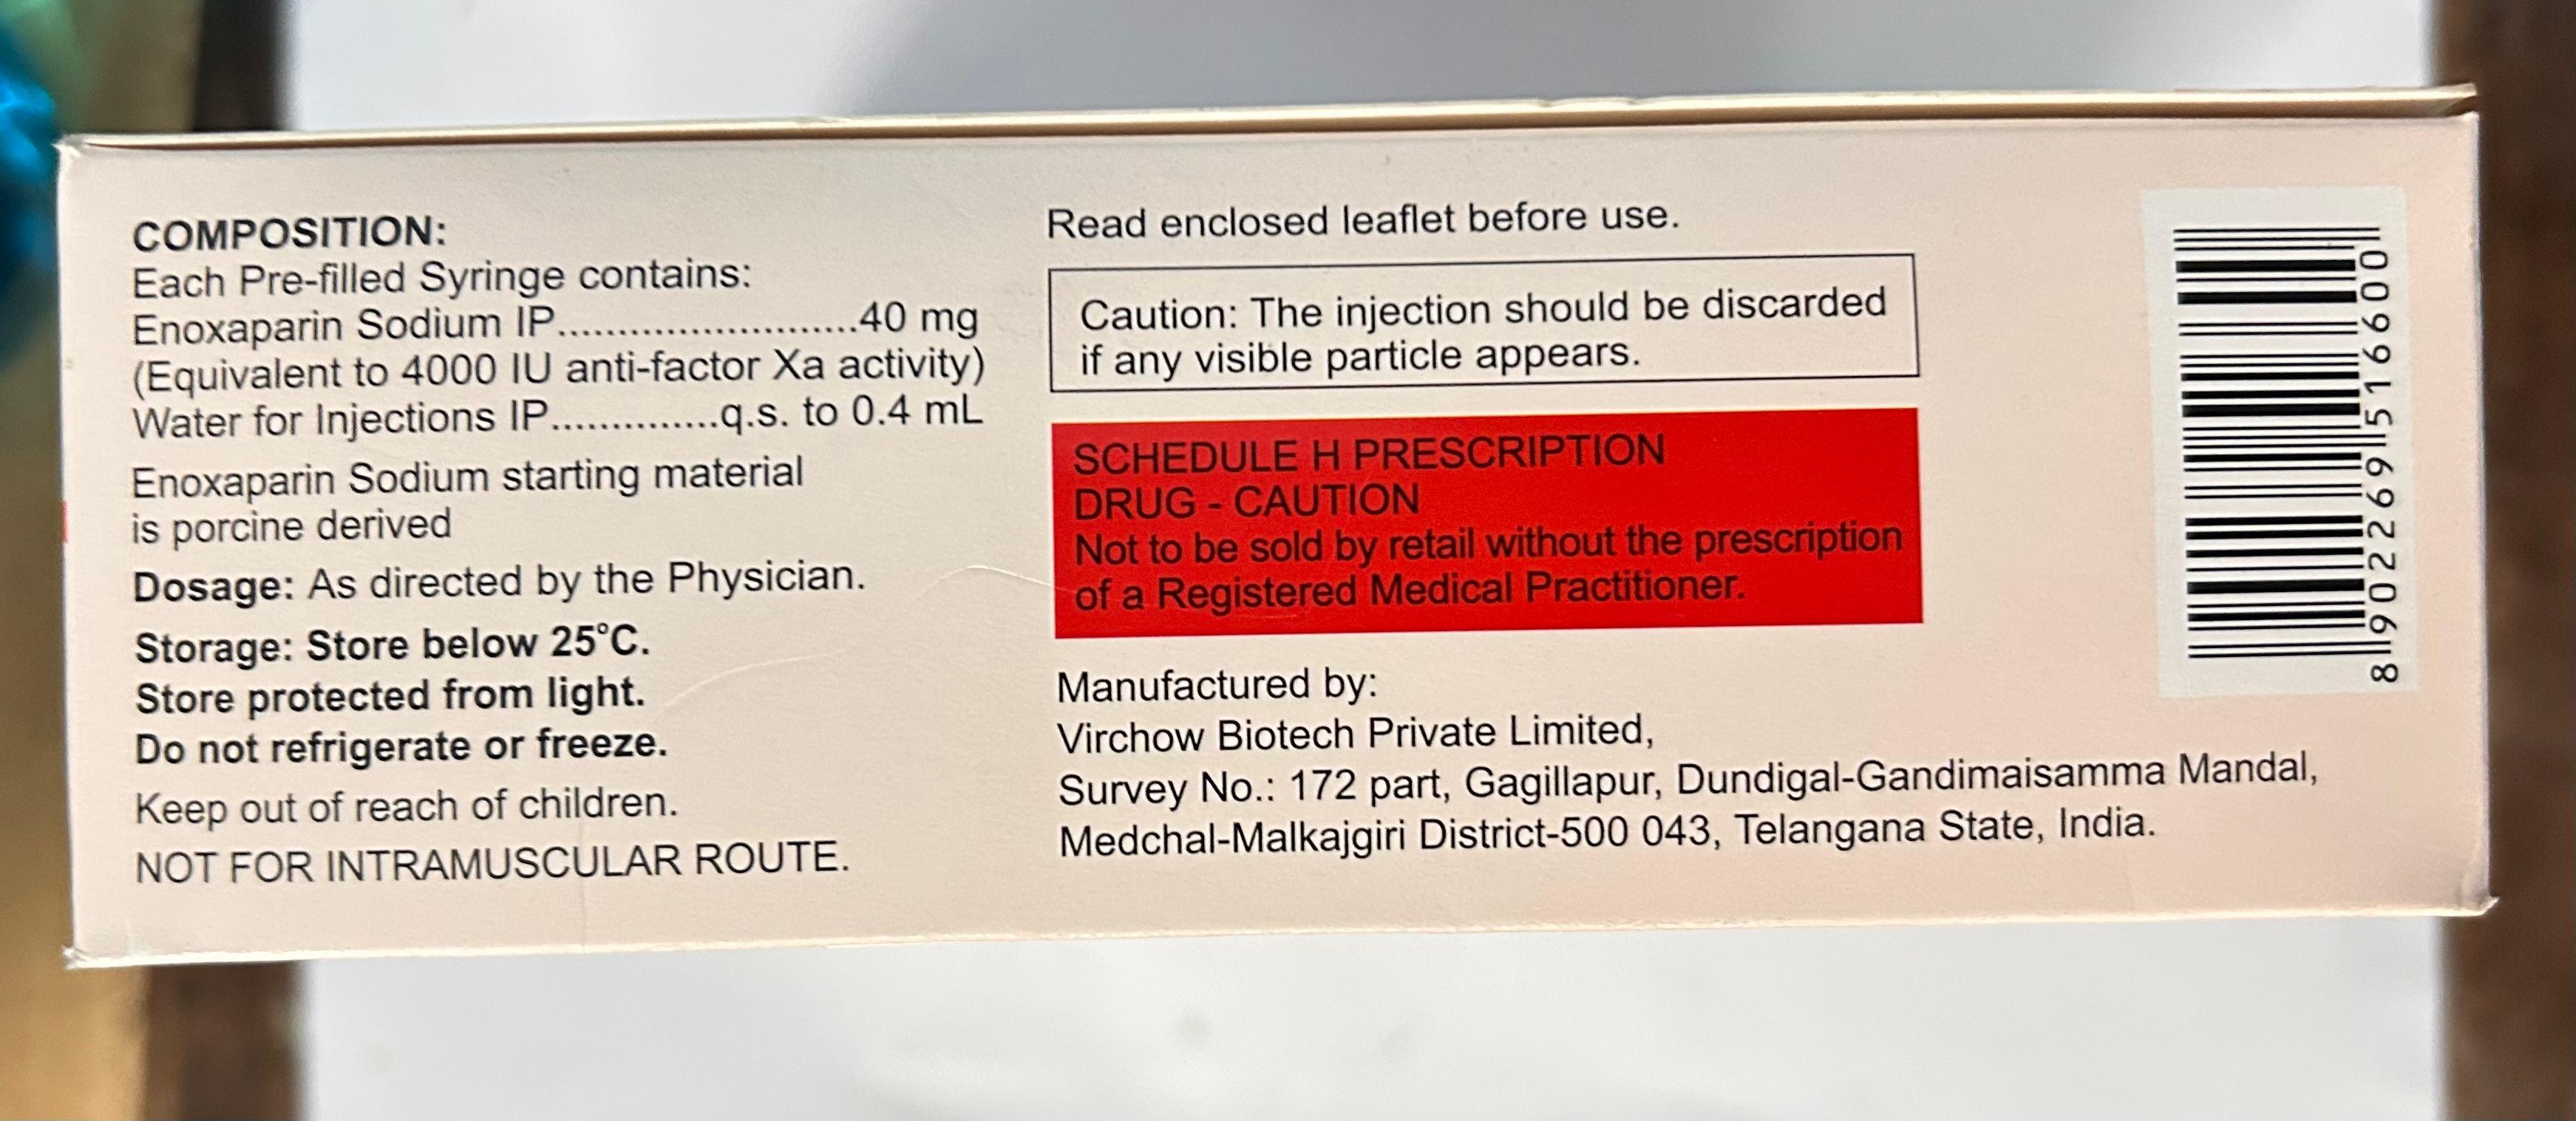 COMPOSITION:
Each Pre-filled Syringe contains:
Enoxaparin Sodium IP.........................40 mg
(Equivalent to 4000 IU anti-factor Xa activity)
Water for Injections IP..............q.s. to 0.4 mL
Enoxaparin Sodium starting material
is porcine derived
Dosage: As directed by the Physician.
Storage: Store below 25°C.
Store protected from light.
Do not refrigerate or freeze.
Keep out of reach of children.
NOT FOR INTRAMUSCULAR ROUTE.
Read enclosed leaflet before use.
Caution: The injection should be discarded
if any visible particle appears.
SCHEDULE H PRESCRIPTION
DRUG - CAUTION
Not to be sold by retail without the prescription
of a Registered Medical Practitioner.
Manufactured by:
Virchow Biotech Private Limited,
Survey No.: 172 part, Gagillapur, Dundigal-Gandimaisamma Mandal,
Medchal-Malkajgiri District-500 043, Telangana State, India.
8902269516600